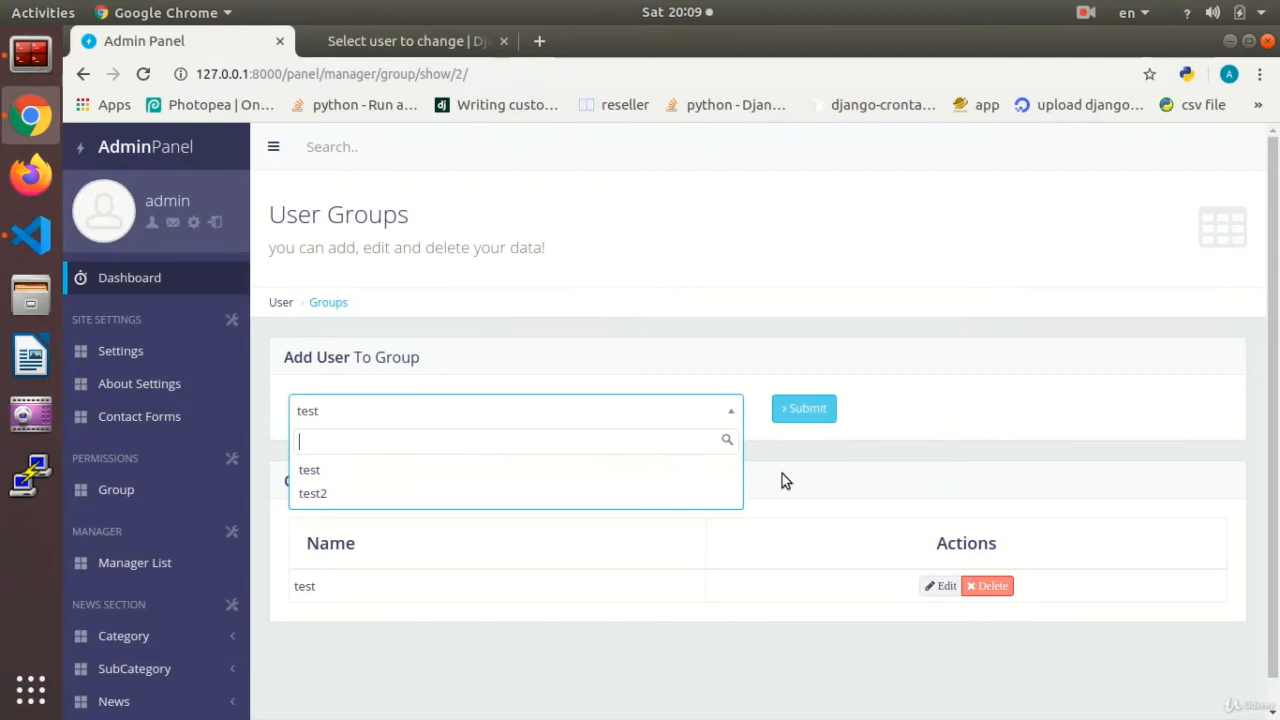 Activities
Google Chrome
Sat 20:09
en
?
Admin Panel
Select user to change | Dj
127.0.0.1:8000/panel/manager/group/show/2/
A
Apps
Photopea | On...
python - Run a...
Writing custo...
reseller
python - Djan...
django-cronta...
app
upload django...
csv file
»
AdminPanel
Search..
admin
User Groups
you can add, edit and delete your data!
Dashboard
User
Groups
SITE SETTINGS
Add User To Group
Settings
About Settings
test
Submit
Contact Forms
PERMISSIONS
test
Group
test2
MANAGER
Name
Actions
Manager List
test
Edit
Delete
NEWS SECTION
Category
SubCategory
News
Udemy